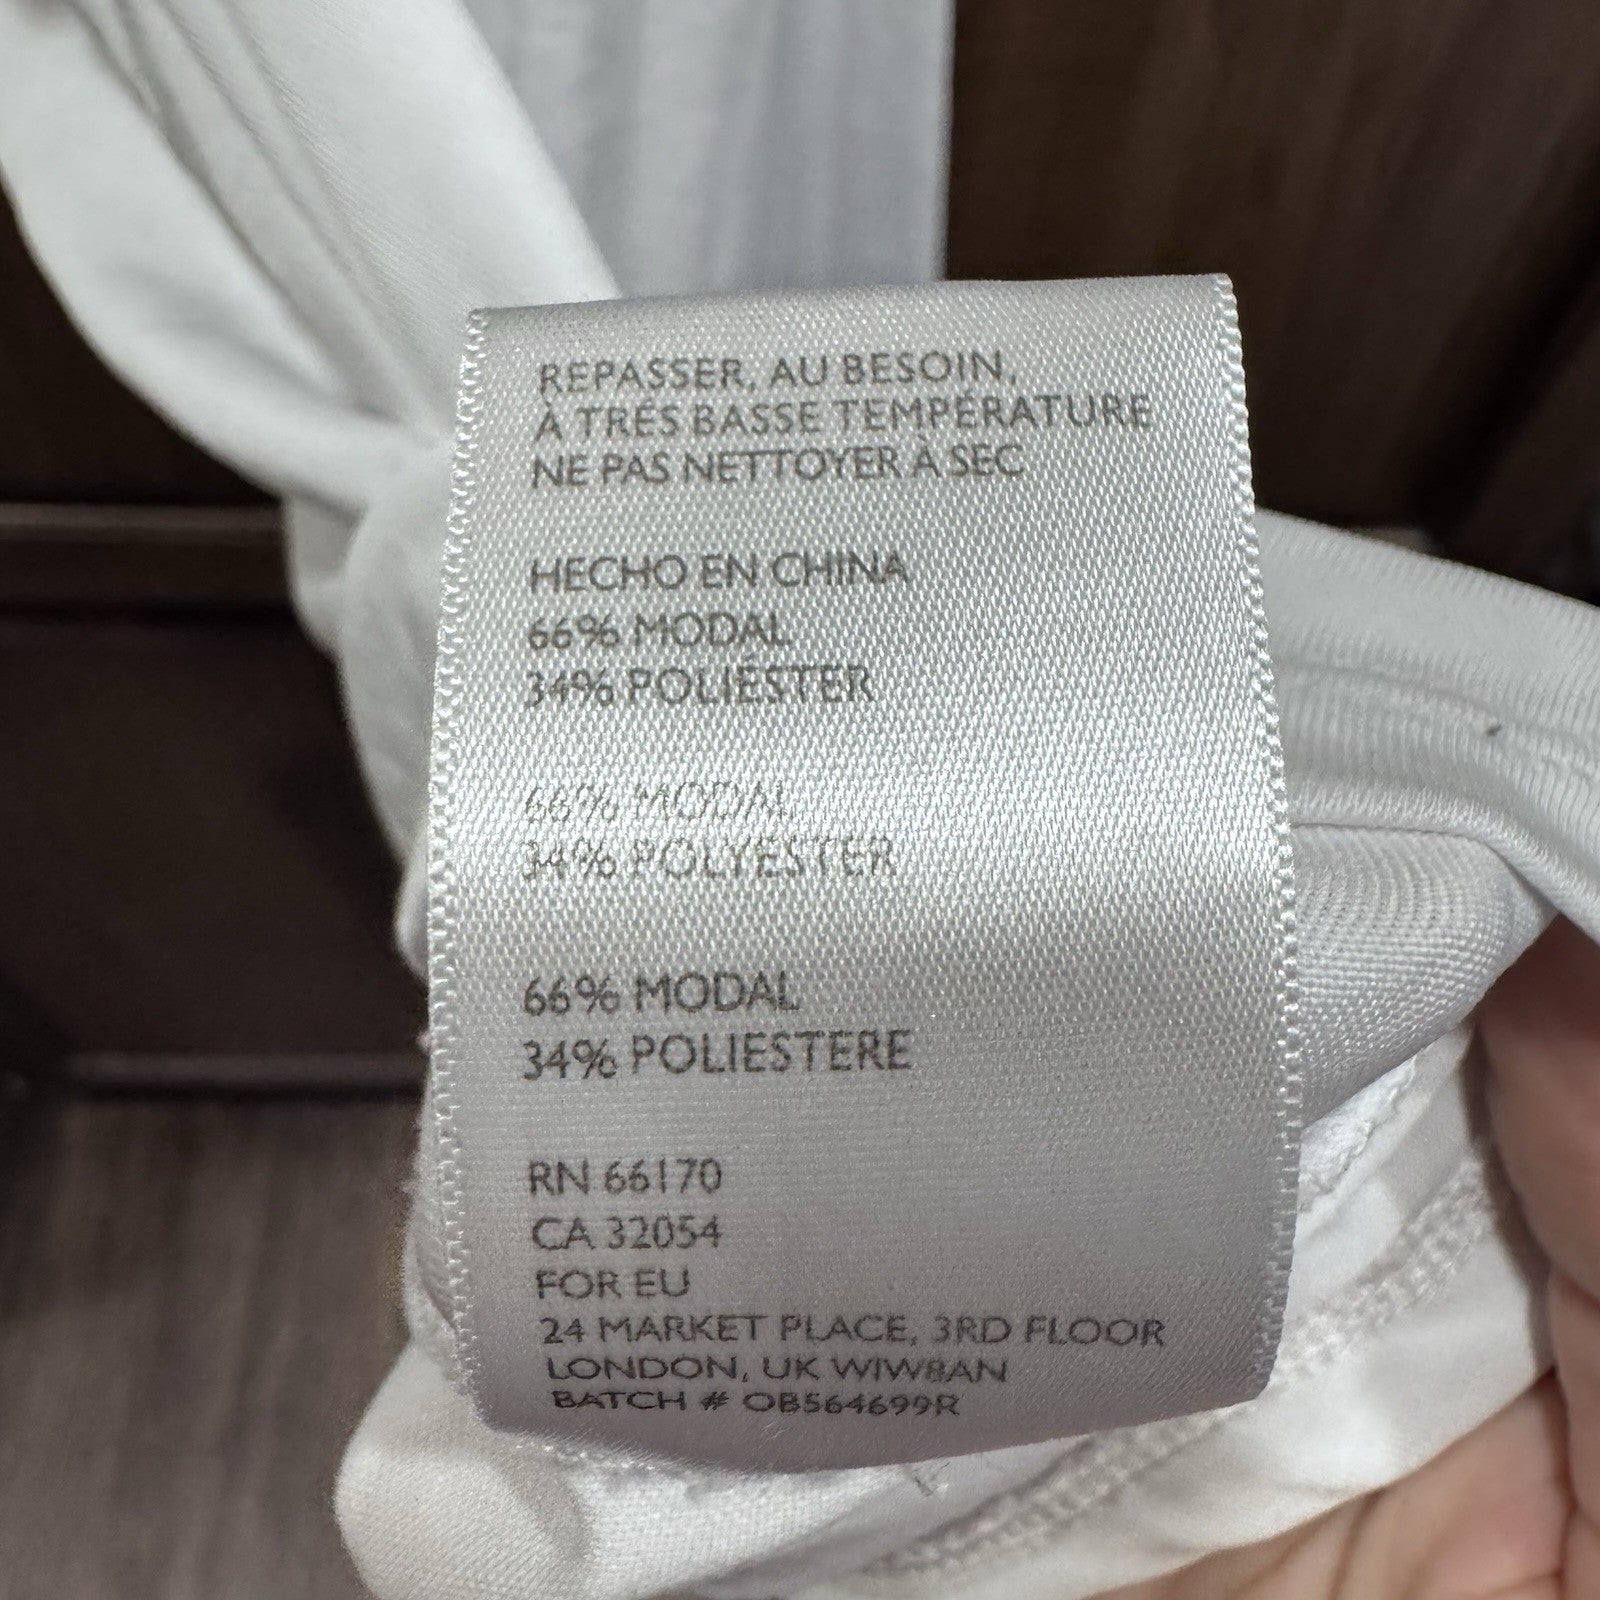 REPASSER, AU BESOIN,
À TRÉS BASSE TEMPÉRATURE
NE PAS NETTOYER À SEC
HECHO EN CHINA
66% MODAL
34% POLIÉSTER
66% MODAL
34% POLYESTER
66% MODAL
34% POLIESTERE
RN 66170
CA 32054
FOR EU
24 MARKET PLACE, 3RD FLOOR
LONDON, UK WIW8AN
BATCH # OB564699R